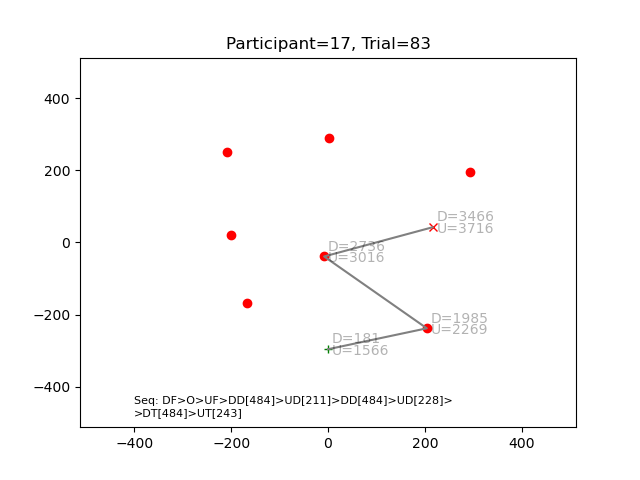 Participant=17, Trial=83
400
200
0
−200
−400
−400
−200
0
200
400
D=3466
U=3716
D=2736
U=3016
D=1985
U=2269
D=181
U=1566
Seq: DF>O>UF>DD[484]>UD[211]>DD[484]>UD[228]>
>DT[484]>UT[243]